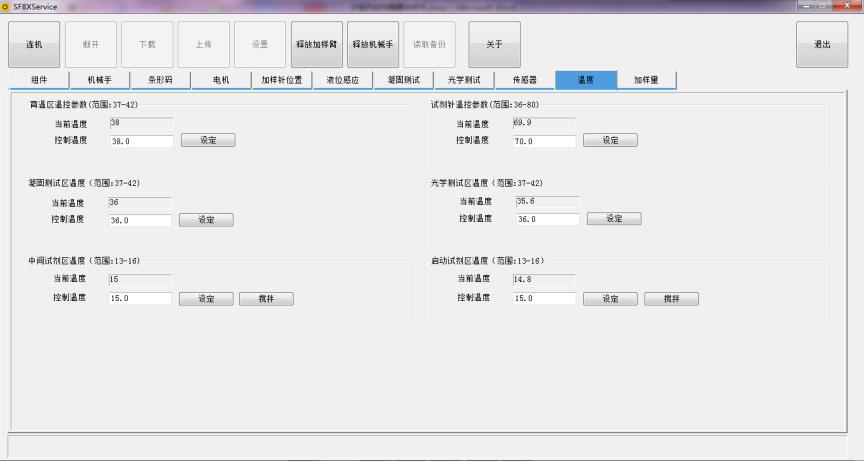 SF8XService
连机 断开 下载 上传 设置 释放加样臂 释放机械手 读取备份 关于 退出
组件 机械手 条形码 电机 加样针位置 液位感应 凝固测试 光学测试 传感器 温度 加样量
育温区温控参数(范围:37-42)
当前温度 38
控制温度 38.0 设定
试剂针温控参数(范围:36-80)
当前温度 69.9
控制温度 70.0 设定
凝固测试区温度(范围:37-42)
当前温度 36
控制温度 36.0 设定
光学测试区温度(范围:37-42)
当前温度 35.6
控制温度 36.0 设定
中间试剂区温度(范围:13-16)
当前温度 15
控制温度 15.0 设定 搅拌
启动试剂区温度(范围:13-16)
当前温度 14.8
控制温度 15.0 设定 搅拌